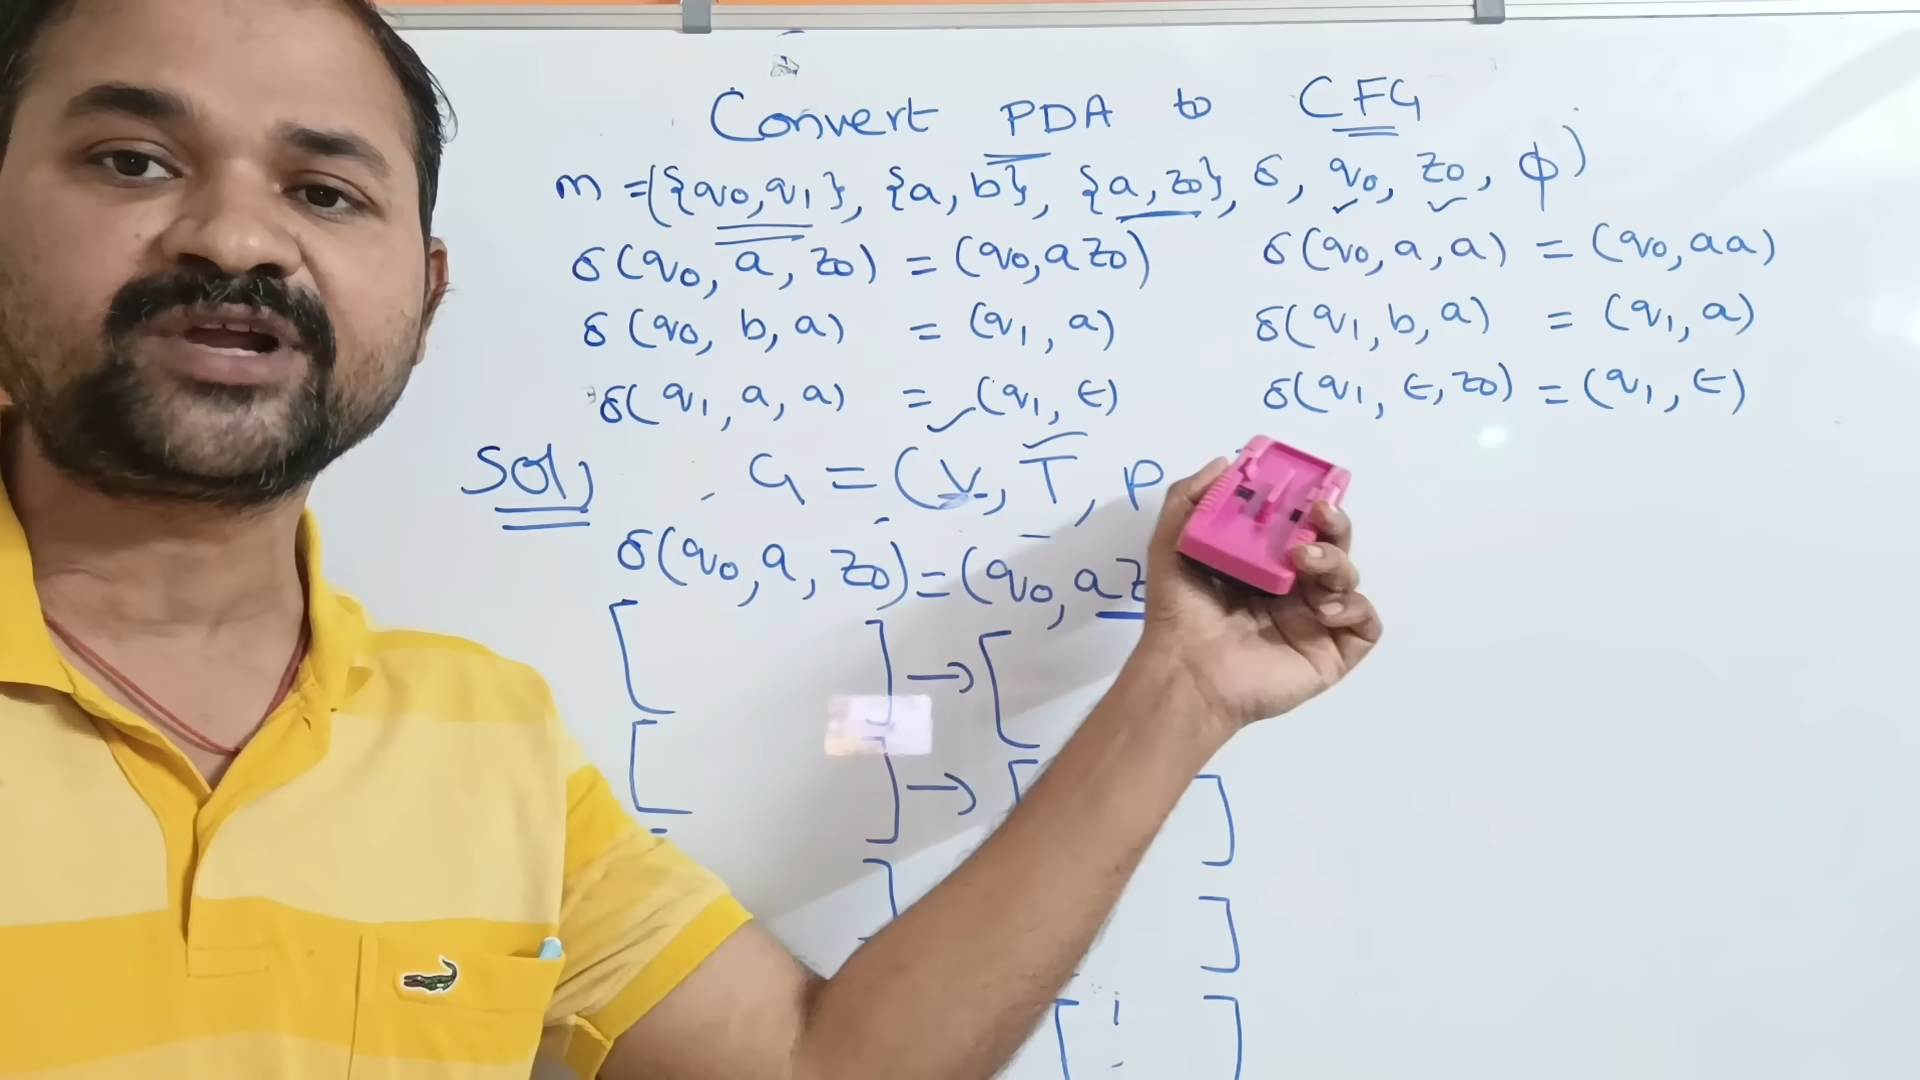 Convert PDA to CFG
m = ({q0, q1}, {a, b}, {a, z0}, δ, q0, z0, ϕ)
δ(q0, a, z0) = (q0, az0) δ(q0, a, a) = (q0, aa)
δ(q0, b, a) = (q1, a) δ(q1, b, a) = (q1, a)
δ(q1, a, a) = (q1, ε) δ(q1, ε, z0) = (q1, ε)
Sol) G = (V, T, P
δ(q0, a, z0) = (q0, az
[ ] → [
[ ] → [ ]
] ]
[ ]